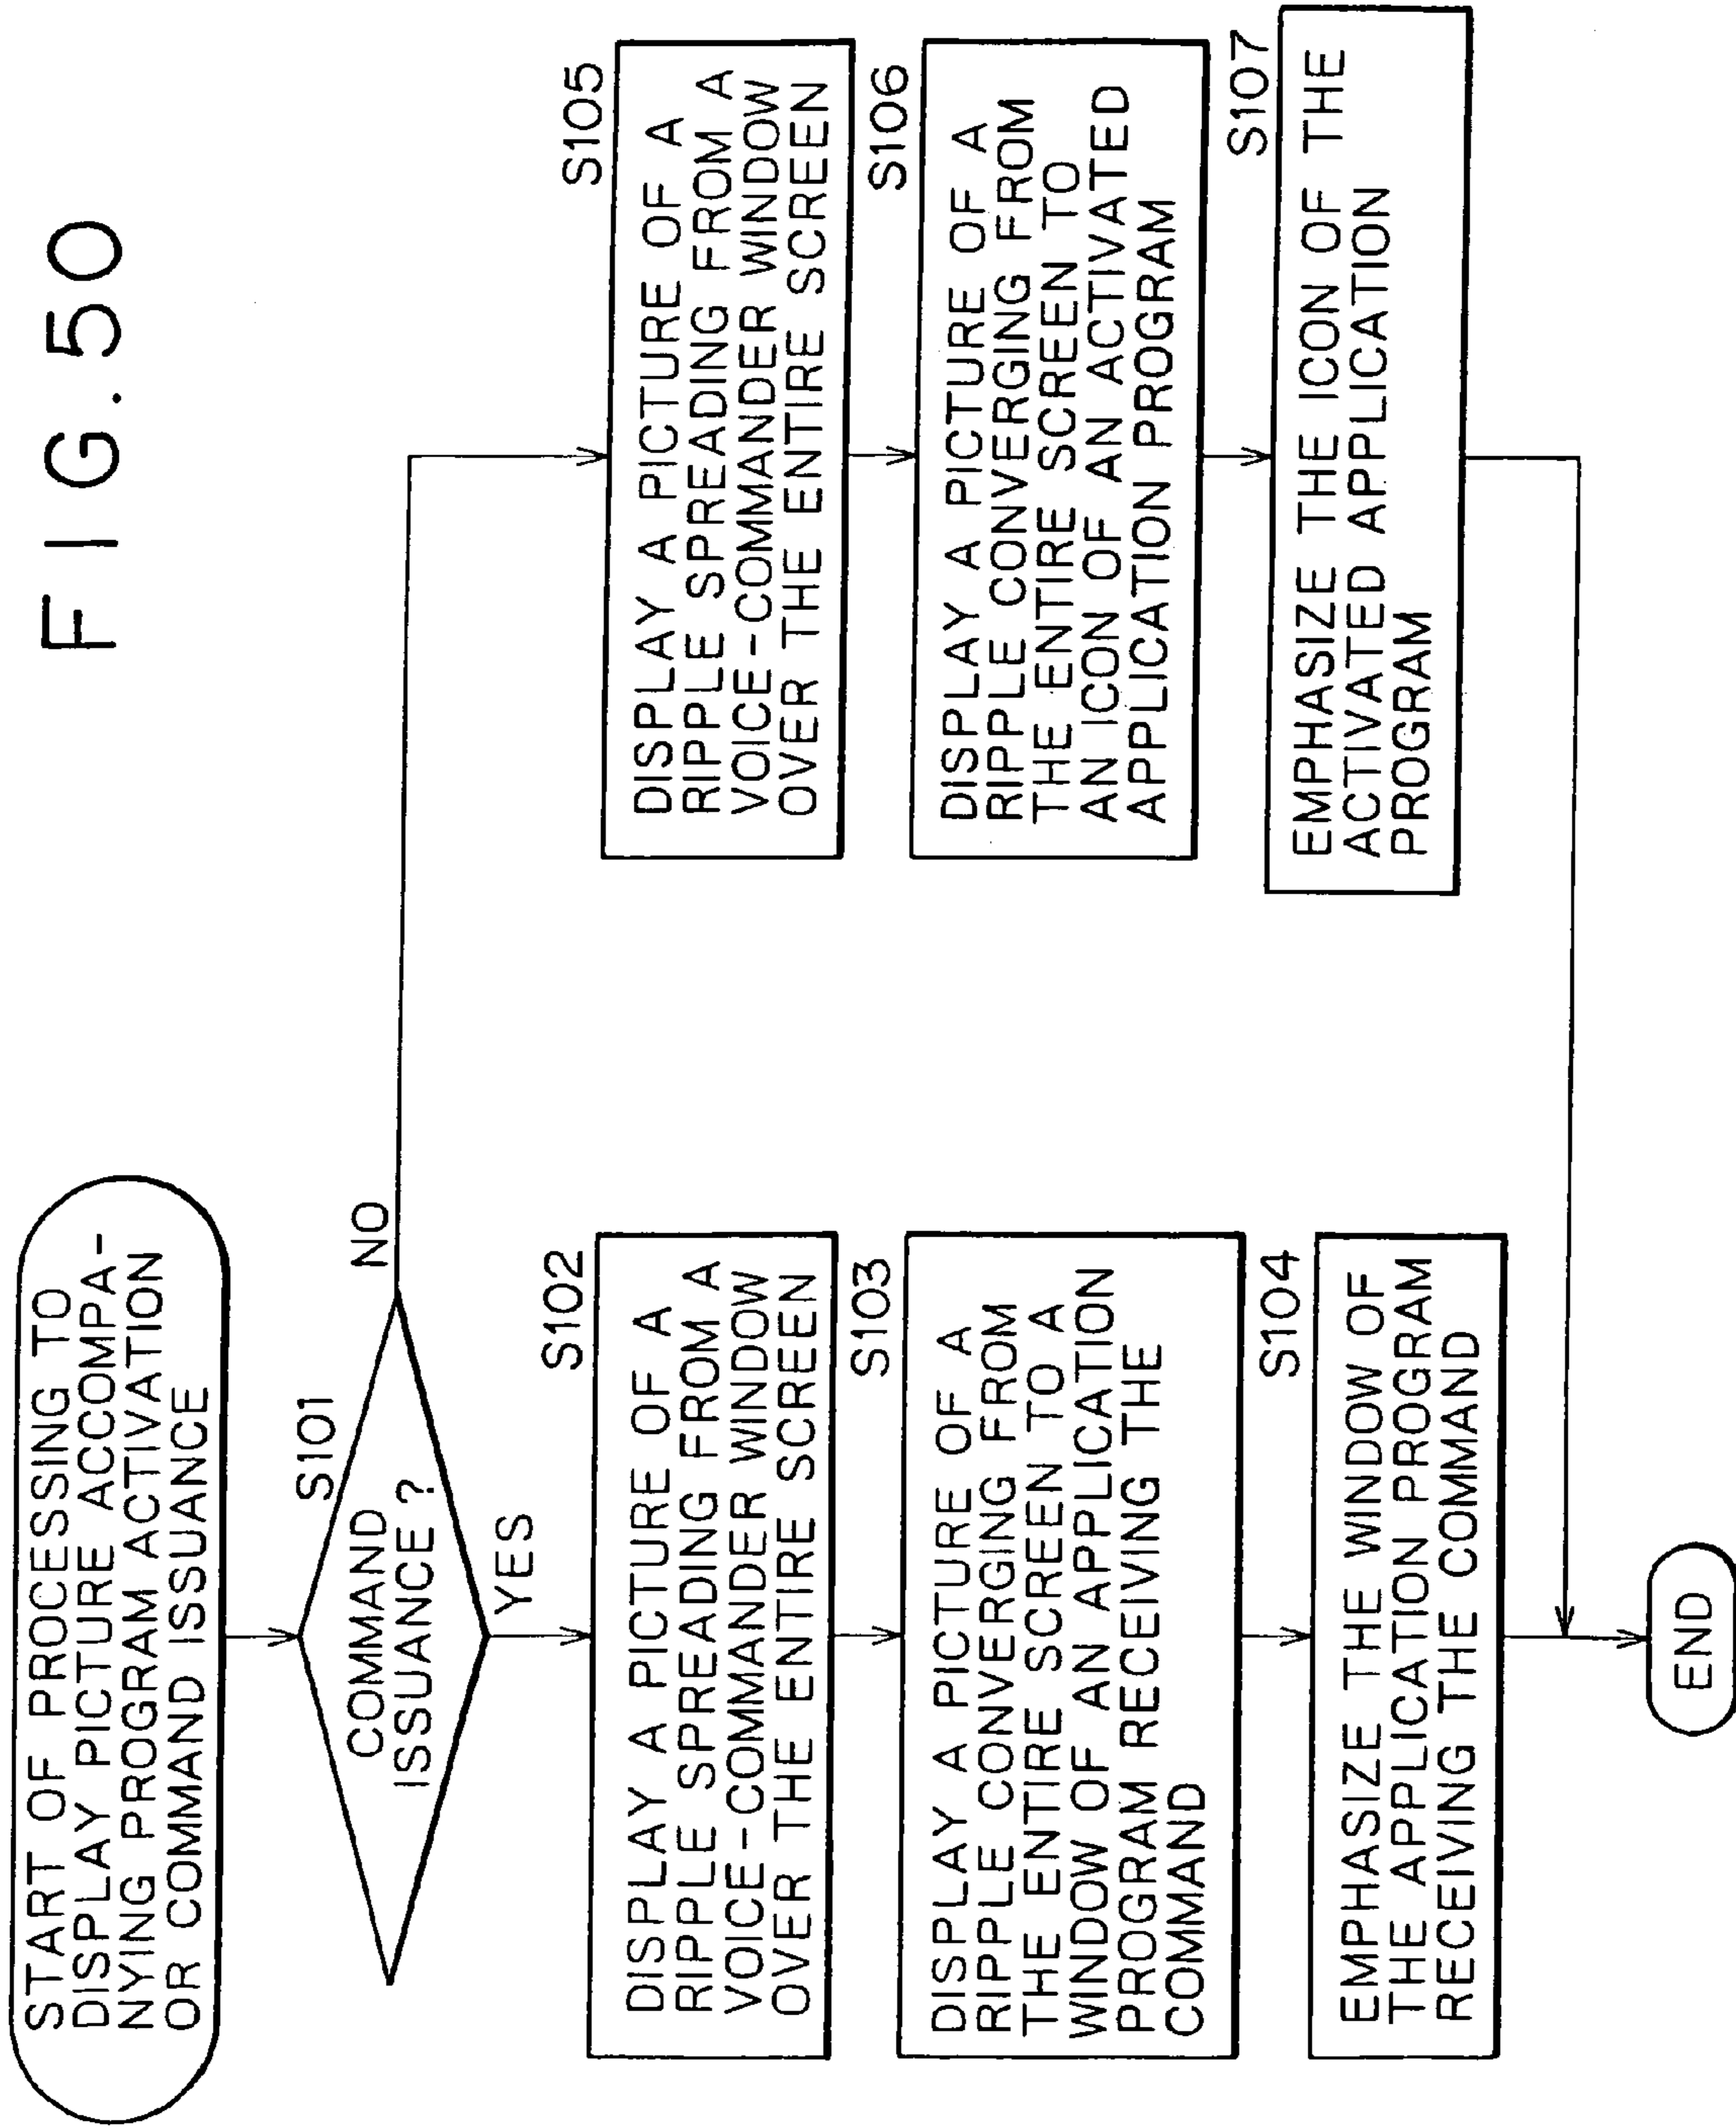 FIG.50
START OF PROCESSING TO
DISPLAY PICTURE ACCOMPA-
NYING PROGRAM ACTIVATION
OR COMMAND ISSUANCE
S101
COMMAND
ISSUANCE ?
NO
YES
S102
DISPLAY A PICTURE OF A
RIPPLE SPREADING FROM A
VOICE-COMMANDER WINDOW
OVER THE ENTIRE SCREEN
S103
DISPLAY A PICTURE OF A
RIPPLE CONVERGING FROM
THE ENTIRE SCREEN TO A
WINDOW OF AN APPLICATION
PROGRAM RECEIVING THE
COMMAND
S104
EMPHASIZE THE WINDOW OF
THE APPLICATION PROGRAM
RECEIVING THE COMMAND
S105
DISPLAY A PICTURE OF A
RIPPLE SPREADING FROM A
VOICE-COMMANDER WINDOW
OVER THE ENTIRE SCREEN
S106
DISPLAY A PICTURE OF A
RIPPLE CONVERGING FROM
THE ENTIRE SCREEN TO
AN ICON OF AN ACTIVATED
APPLICATION PROGRAM
S107
EMPHASIZE THE ICON OF THE
ACTIVATED APPLICATION
PROGRAM
END